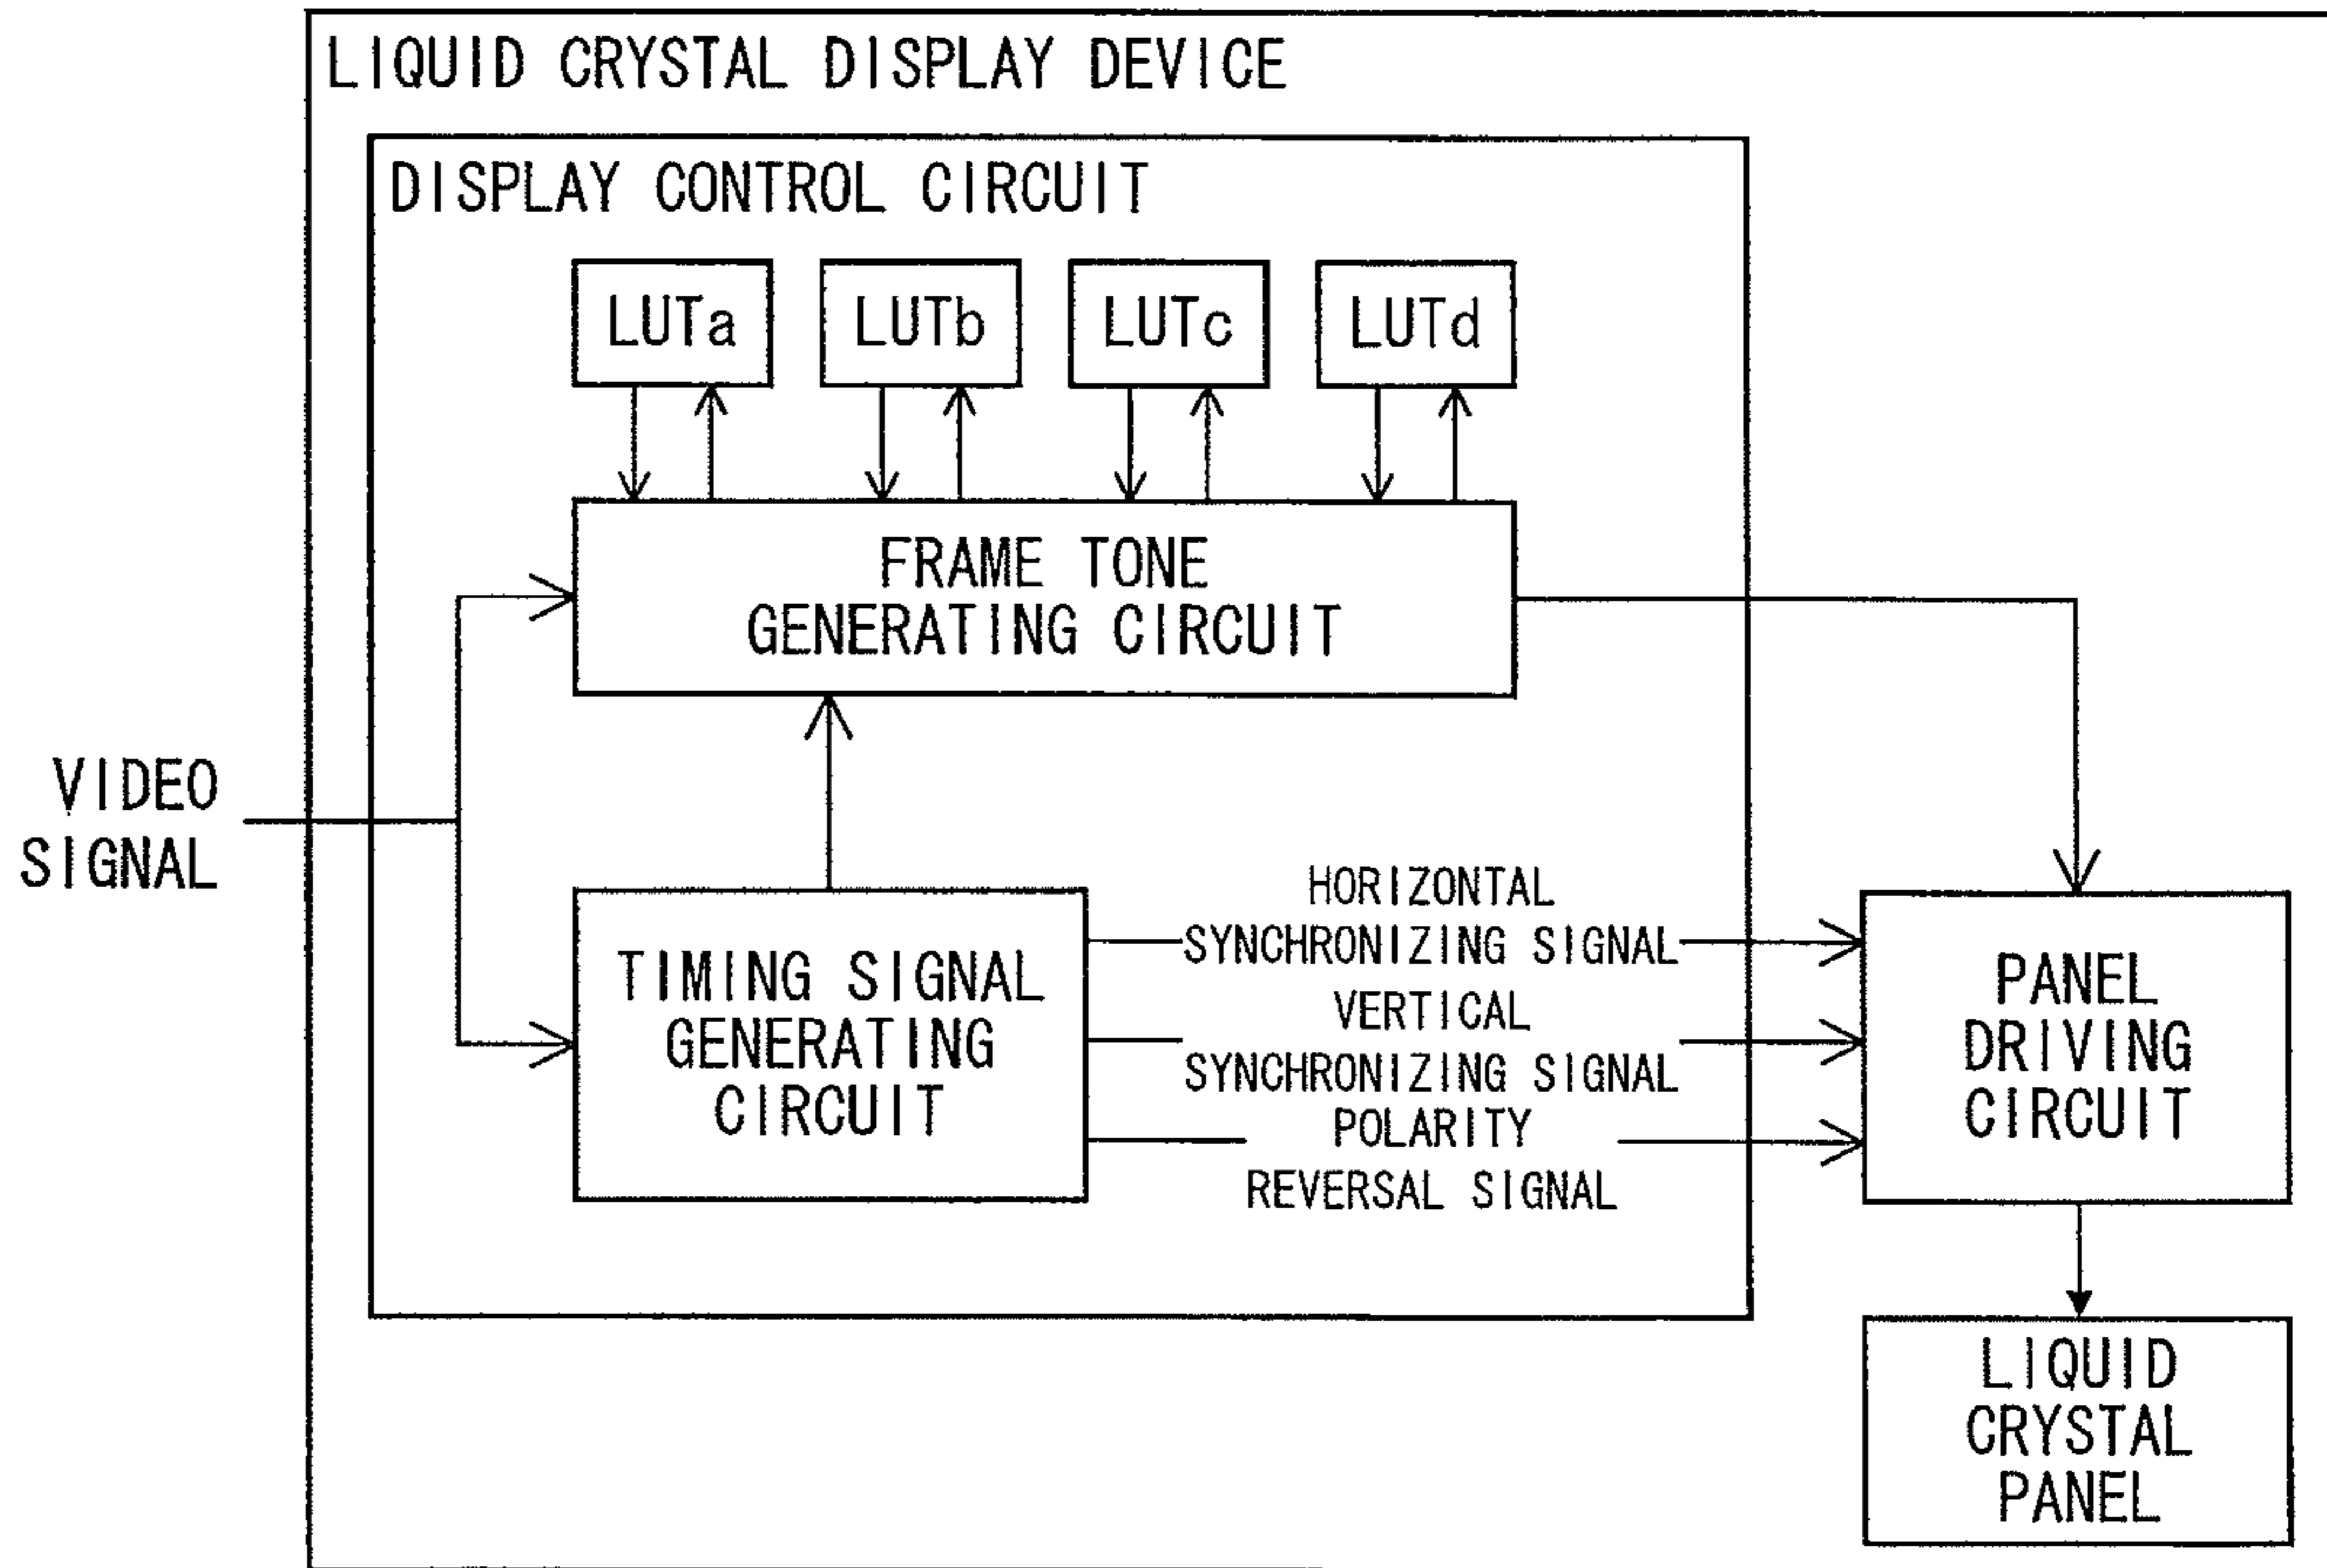 LIQUID CRYSTAL DISPLAY DEVICE
DISPLAY CONTROL CIRCUIT
LUTa
LUTb
LUTc
LUTd
FRAME TONE
GENERATING CIRCUIT
VIDEO
SIGNAL
TIMING SIGNAL
GENERATING
CIRCUIT
HORIZONTAL
SYNCHRONIZING SIGNAL
VERTICAL
SYNCHRONIZING SIGNAL
POLARITY
REVERSAL SIGNAL
PANEL
DRIVING
CIRCUIT
LIQUID
CRYSTAL
PANEL